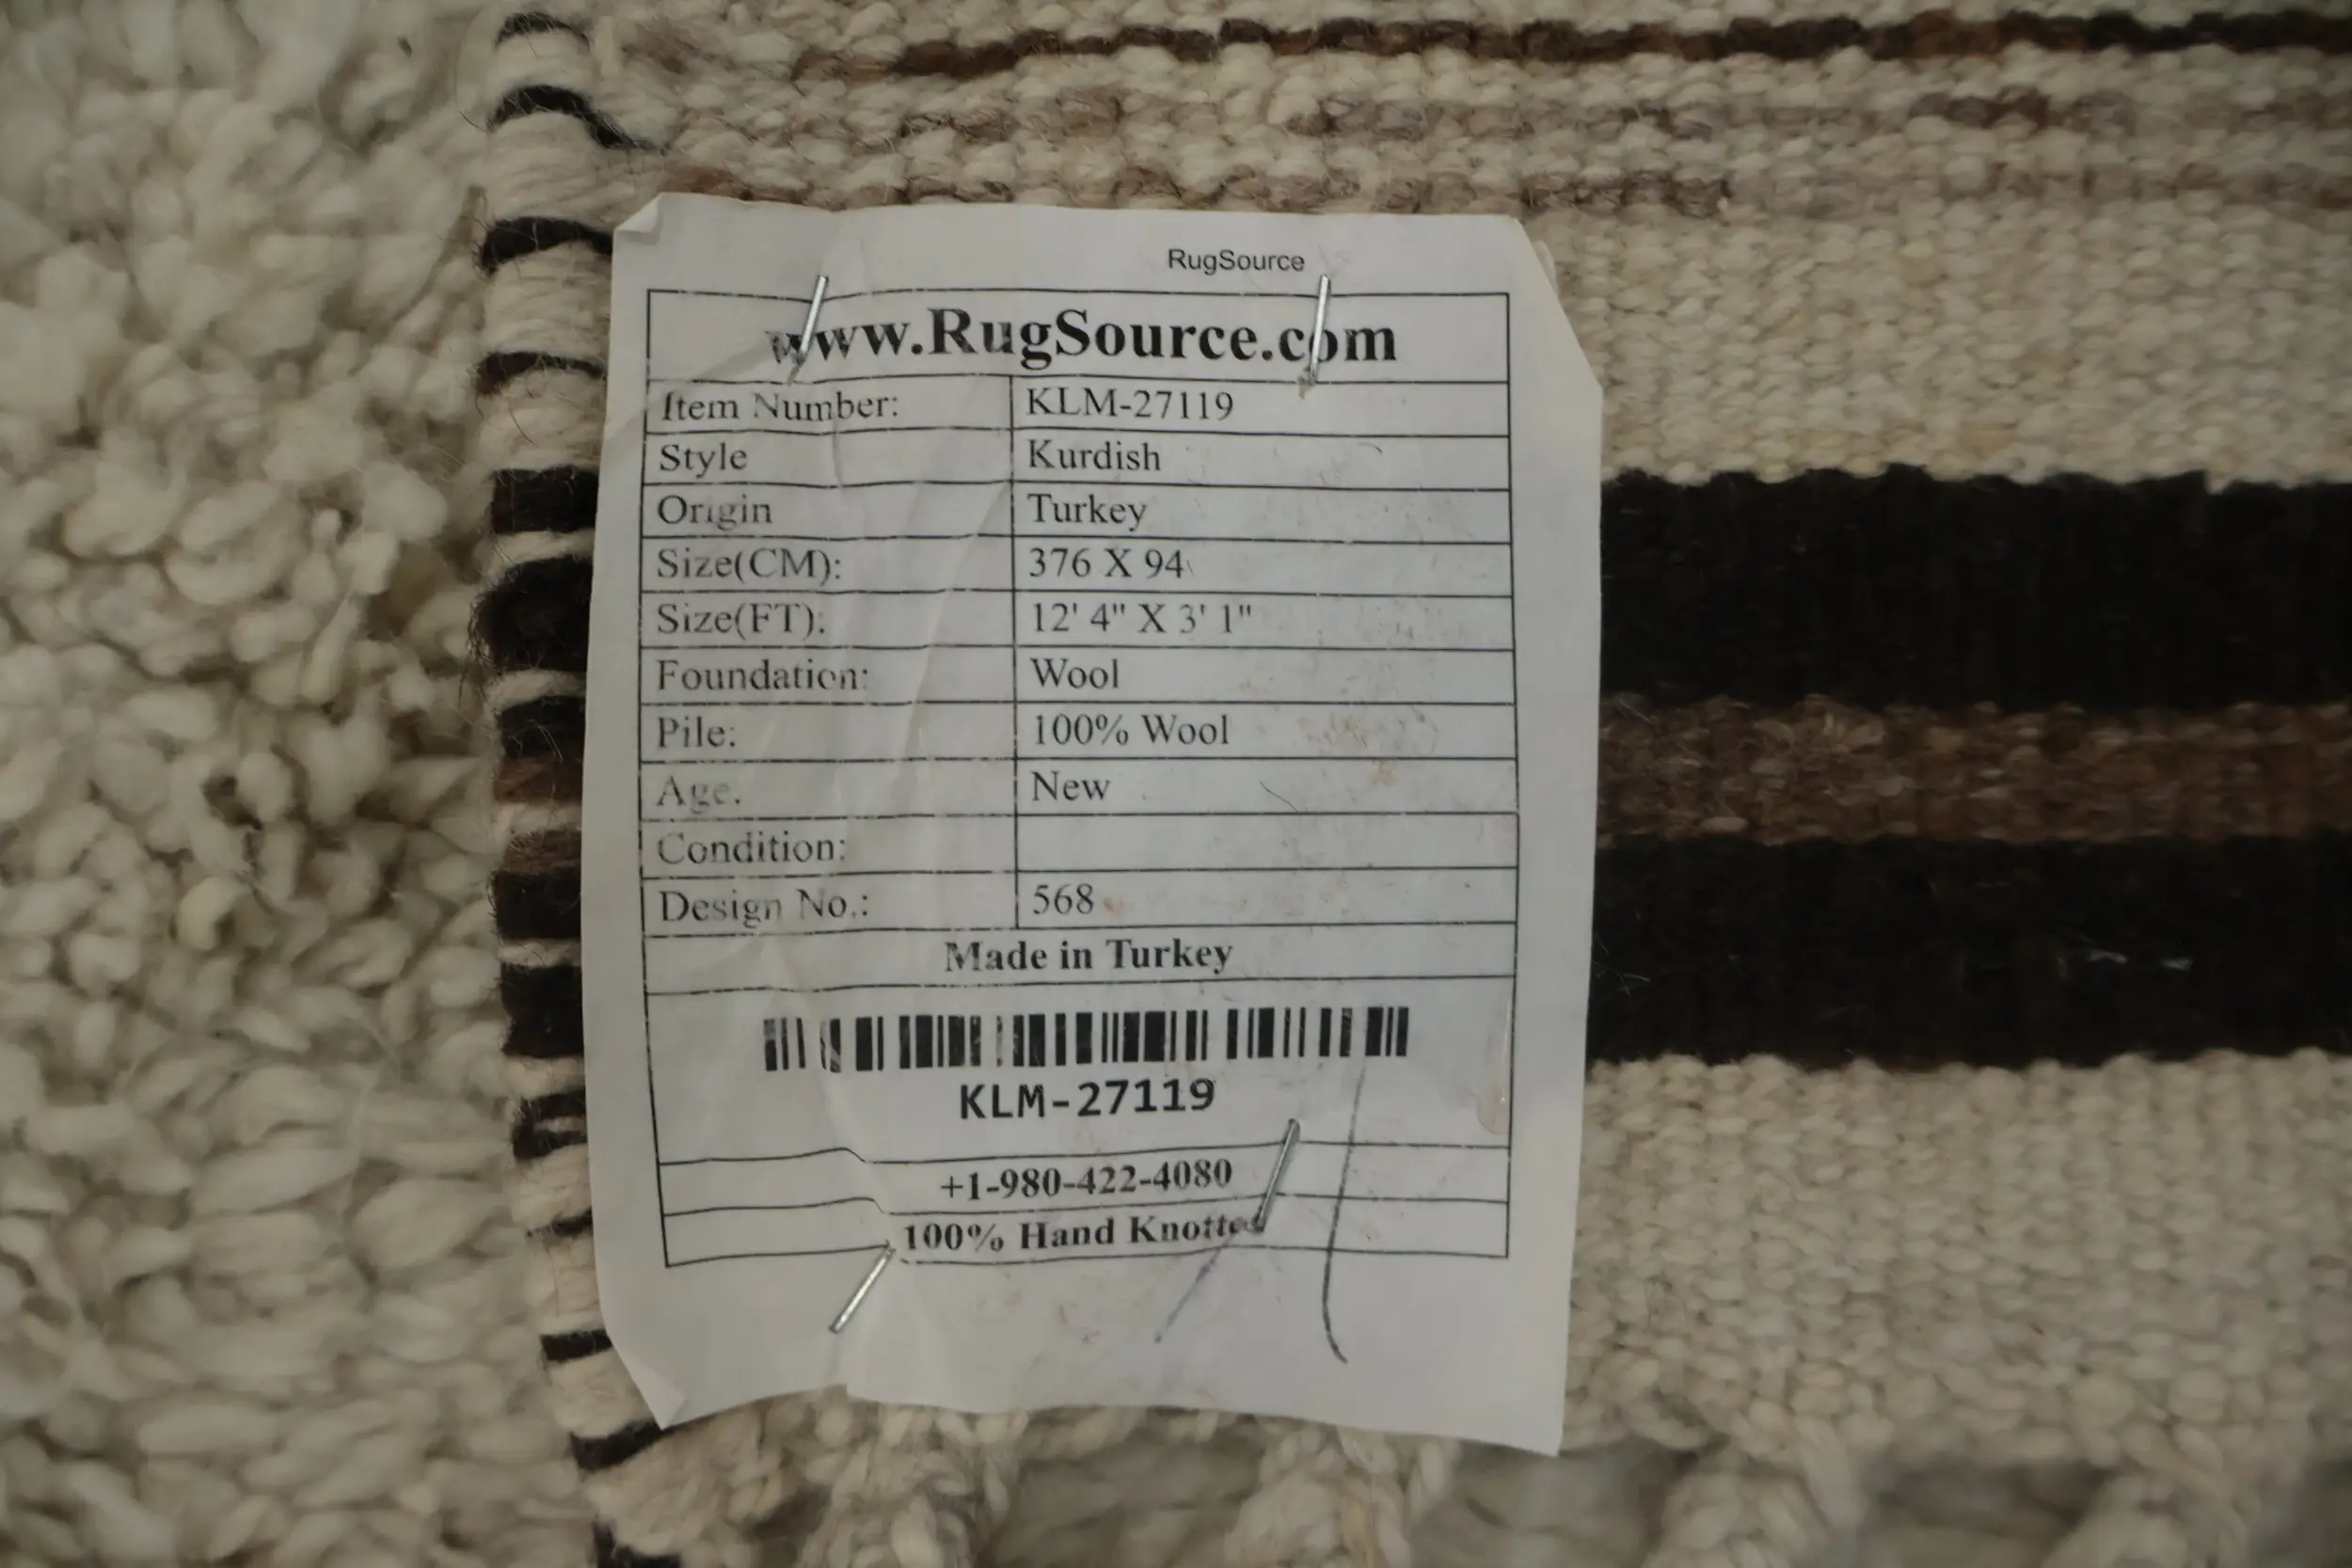 RugSource
www.RugSource.com
Item Number: KLM-27119
Style Kurdish
Origin Turkey
Size(CM): 376 X 94
Size(FT): 12' 4" X 3' 1"
Foundation: Wool
Pile: 100% Wool
Age: New
Condition:
Design No.: 568
Made in Turkey
KLM-27119
+1-980-422-4080
100% Hand Knotted